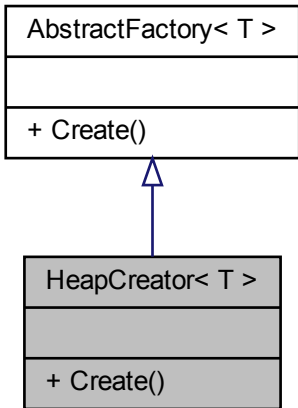 AbstractFactory< T >
+ Create()
HeapCreator< T >
+ Create()